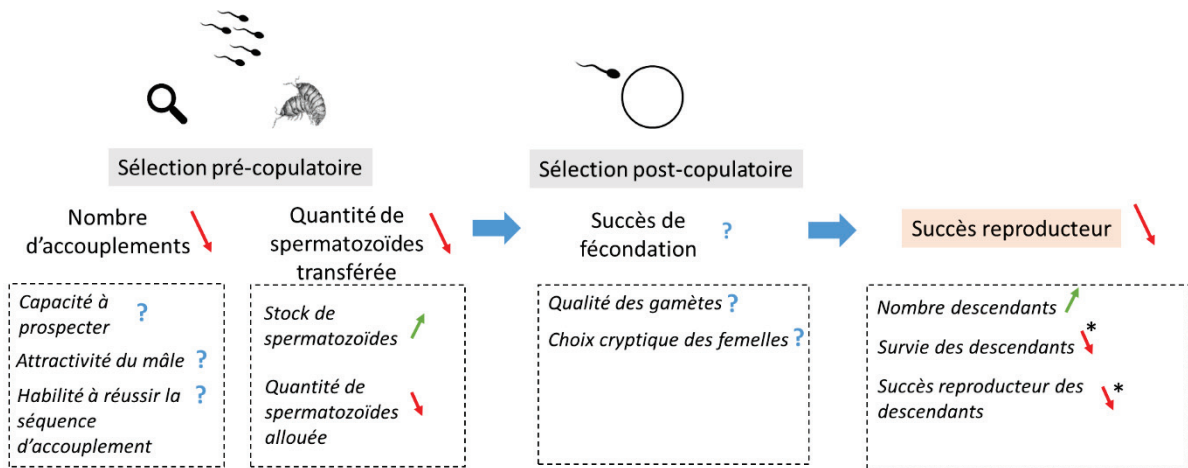 Sélection pré-copulatoire
Sélection post-copulatoire
Nombre
d'accouplements
Quantité de
spermatozoïdes
transférée
Succès de
fécondation
?
Succès reproducteur
Capacité à
prospecter
?
Attractivité du mâle ?
Habilité à réussir la
séquence
d'accouplement
?
Stock de
spermatozoïdes
Quantité de
spermatozoïdes
allouée
Qualité des gamètes ?
Choix cryptique des femelles ?
Nombre descendants
Survie des descendants *
Succès reproducteur des
descendants
*